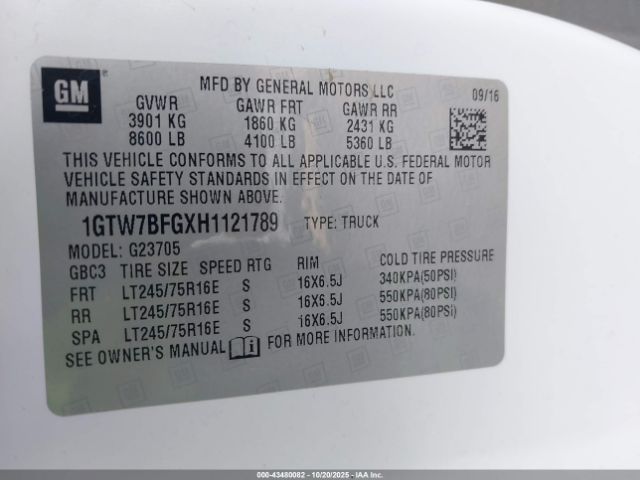 GM
MFD BY GENERAL MOTORS LLC
09/16
GVWR GAWR FRT GAWR RR
3901 KG 1860 KG 2431 KG
8600 LB 4100 LB 5360 LB
THIS VEHICLE CONFORMS TO ALL APPLICABLE U.S. FEDERAL MOTOR
VEHICLE SAFETY STANDARDS IN EFFECT ON THE DATE OF
MANUFACTURE SHOWN ABOVE.
1GTW7BFGXH1121789 TYPE: TRUCK
MODEL: G23705
GBC3 TIRE SIZE SPEED RTG RIM COLD TIRE PRESSURE
FRT LT245/75R16E S 16X6.5J 340KPA(50PSI)
RR LT245/75R16E S 16X6.5J 550KPA(80PSI)
SPA LT245/75R16E S 16X6.5J 550KPA(80PSI)
SEE OWNER'S MANUAL FOR MORE INFORMATION.
© -- 43480082 -- 10/20/2025 -- IAAI